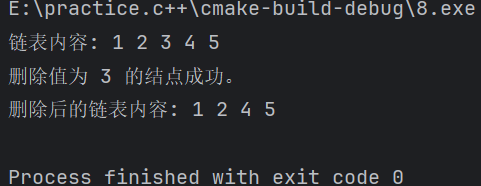 E:\practice.c++\cmake-build-debug\8.exe
链表内容: 1 2 3 4 5
删除值为 3 的结点成功。
删除后的链表内容: 1 2 4 5
Process finished with exit code 0